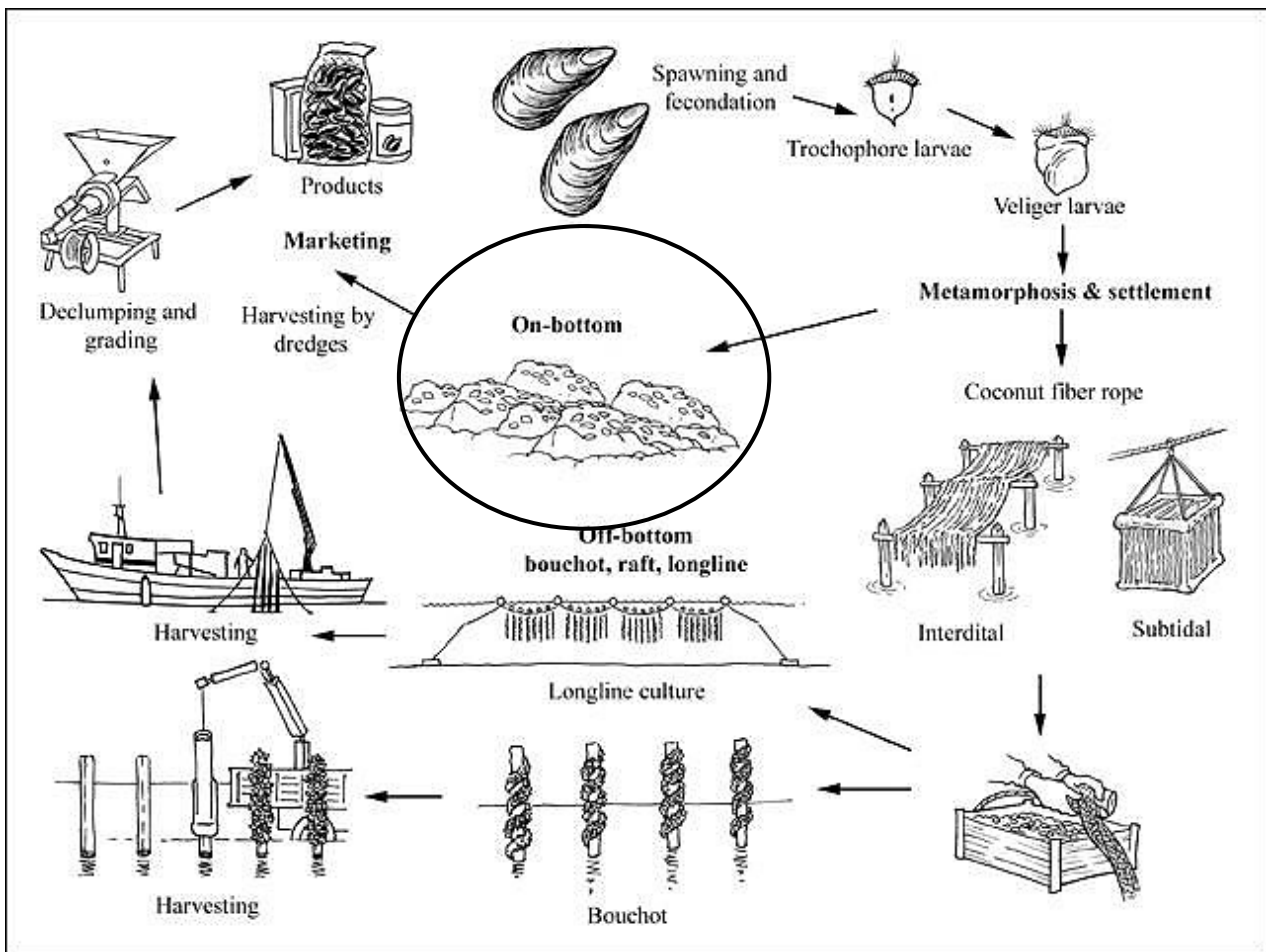 Spawning and
fecondation
Trochophore larvae
Veliger larvae
Metamorphosis & settlement
Coconut fiber rope
Interdital
Subtidal
On-bottom
Off-bottom
bouchot, raft, longline
Longline culture
Bouchot
Harvesting
Harvesting
Declumping and
grading
Harvesting by
dredges
Marketing
Products